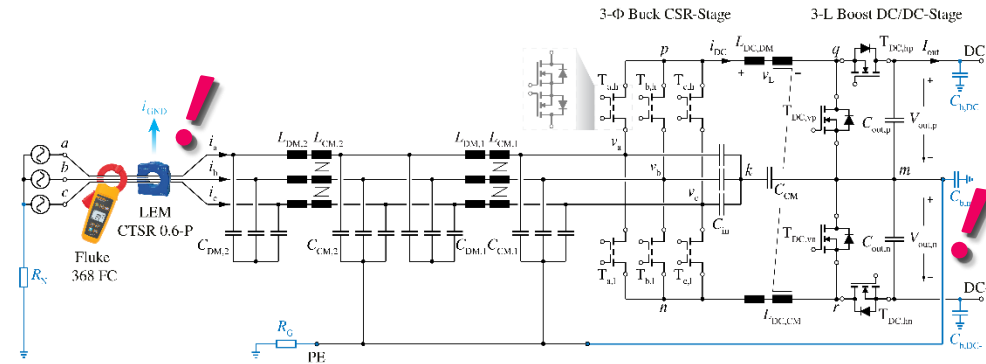 3-Φ Buck CSR-Stage
3-L Boost DC/DC-Stage
p
i_DC
L_DC,DM
q
T_DC,hp
I_out
DC
+
v_L
−
i_GND
T_a,h
T_b,h
T_c,h
C_b,DC
T_DC,vp
C_out,p
V_out,p
+
−
a
b
c
i_a
i_b
i_c
L_DM,2
L_CM,2
L_DM,1
L_CM,1
v_a
v_b
v_c
k
C_CM
m
LEM
CTSR 0.6-P
C_in
C_DM,2
C_CM,2
C_DM,1
C_CM,1
T_DC,vn
C_out,n
V_out,n
+
−
Fluke
368 FC
T_a,l
T_b,l
T_c,l
R_N
n
L_DC,CM
r
T_DC,hn
DC-
C_b,DC-
R_G
PE